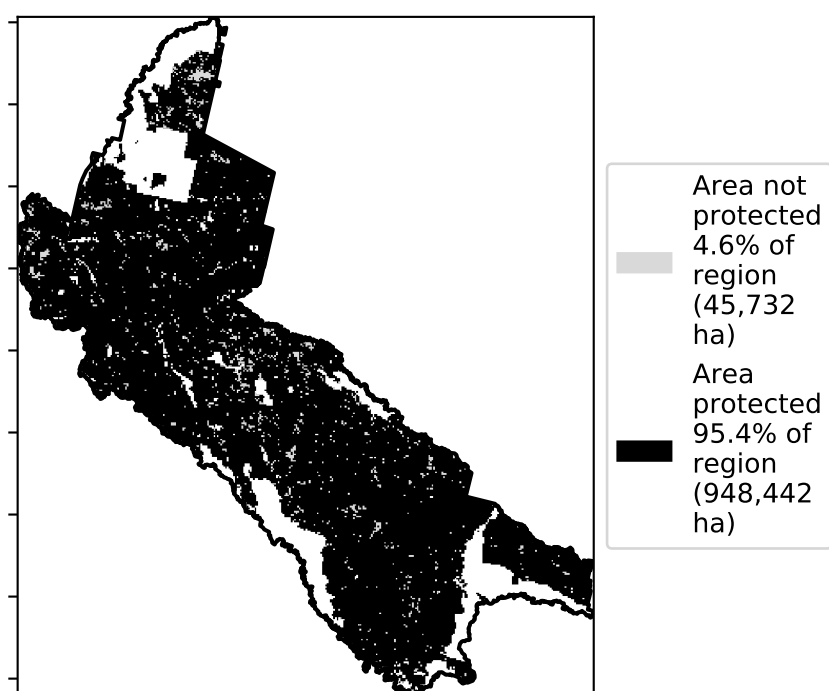 Area not
protected
4.6% of
region
(45,732
ha)
Area
protected
95.4% of
region
(948,442
ha)